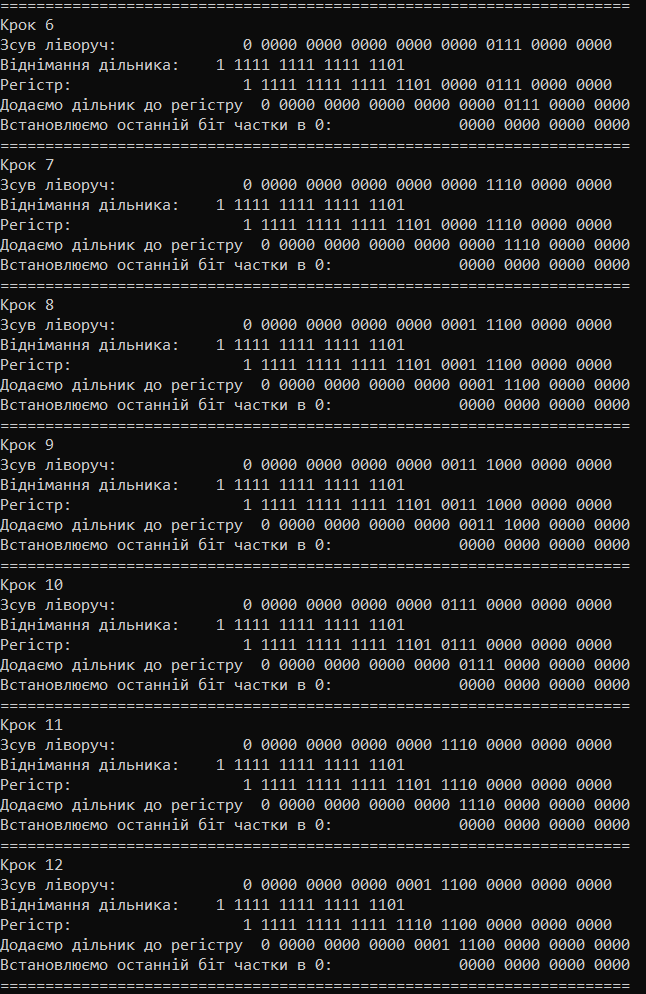 ======================================================================
Крок 6
Зсув ліворуч:              0 0000 0000 0000 0000 0000 0111 0000 0000
Віднімання дільника:    1 1111 1111 1111 1101
Регістр:                   1 1111 1111 1111 1101 0000 0111 0000 0000
Додаємо дільник до регістру  0 0000 0000 0000 0000 0000 0111 0000 0000
Встановлюємо останній біт частки в 0:              0000 0000 0000 0000
======================================================================
Крок 7
Зсув ліворуч:              0 0000 0000 0000 0000 0000 1110 0000 0000
Віднімання дільника:    1 1111 1111 1111 1101
Регістр:                   1 1111 1111 1111 1101 0000 1110 0000 0000
Додаємо дільник до регістру  0 0000 0000 0000 0000 0000 1110 0000 0000
Встановлюємо останній біт частки в 0:              0000 0000 0000 0000
======================================================================
Крок 8
Зсув ліворуч:              0 0000 0000 0000 0000 0001 1100 0000 0000
Віднімання дільника:    1 1111 1111 1111 1101
Регістр:                   1 1111 1111 1111 1101 0001 1100 0000 0000
Додаємо дільник до регістру  0 0000 0000 0000 0000 0001 1100 0000 0000
Встановлюємо останній біт частки в 0:              0000 0000 0000 0000
======================================================================
Крок 9
Зсув ліворуч:              0 0000 0000 0000 0000 0011 1000 0000 0000
Віднімання дільника:    1 1111 1111 1111 1101
Регістр:                   1 1111 1111 1111 1101 0011 1000 0000 0000
Додаємо дільник до регістру  0 0000 0000 0000 0000 0011 1000 0000 0000
Встановлюємо останній біт частки в 0:              0000 0000 0000 0000
======================================================================
Крок 10
Зсув ліворуч:              0 0000 0000 0000 0000 0111 0000 0000 0000
Віднімання дільника:    1 1111 1111 1111 1101
Регістр:                   1 1111 1111 1111 1101 0111 0000 0000 0000
Додаємо дільник до регістру  0 0000 0000 0000 0000 0111 0000 0000 0000
Встановлюємо останній біт частки в 0:              0000 0000 0000 0000
======================================================================
Крок 11
Зсув ліворуч:              0 0000 0000 0000 0000 1110 0000 0000 0000
Віднімання дільника:    1 1111 1111 1111 1101
Регістр:                   1 1111 1111 1111 1101 1110 0000 0000 0000
Додаємо дільник до регістру  0 0000 0000 0000 0000 1110 0000 0000 0000
Встановлюємо останній біт частки в 0:              0000 0000 0000 0000
======================================================================
Крок 12
Зсув ліворуч:              0 0000 0000 0000 0001 1100 0000 0000 0000
Віднімання дільника:    1 1111 1111 1111 1101
Регістр:                   1 1111 1111 1111 1110 1100 0000 0000 0000
Додаємо дільник до регістру  0 0000 0000 0000 0001 1100 0000 0000 0000
Встановлюємо останній біт частки в 0:              0000 0000 0000 0000
======================================================================